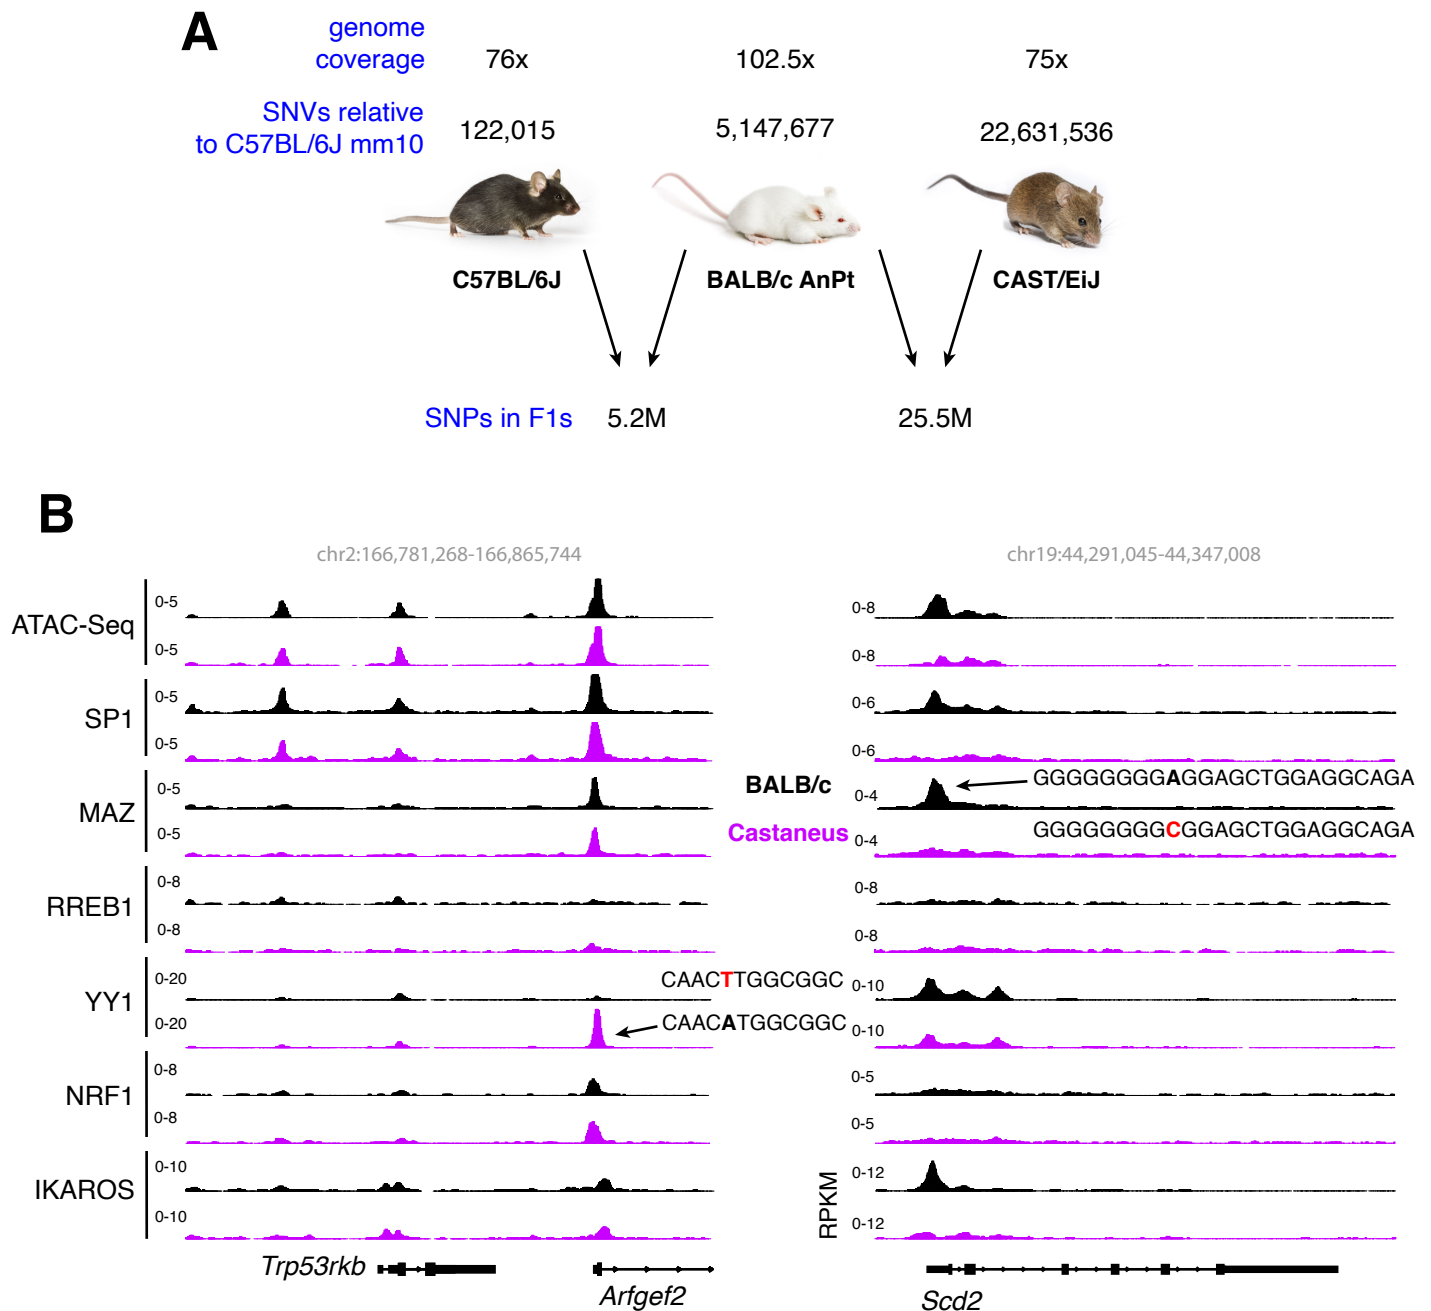 A
genome
coverage
76x
102.5x
75x
SNVs relative
to C57BL/6J mm10
122,015
5,147,677
22,631,536
C57BL/6J
BALB/c AnPt
CAST/EiJ
SNPs in F1s
5.2M
25.5M
B
chr2:166,781,268-166,865,744
chr19:44,291,045-44,347,008
ATAC-Seq
0-5
0-5
0-8
0-8
SP1
0-5
0-5
0-6
0-6
MAZ
0-5
0-5
BALB/c
Castaneus
0-4
0-4
GGGGGGGGGAGGAGCTGGAGGCAGA
GGGGGGGGGCGGAGCTGGAGGCAGA
RREB1
0-8
0-8
0-8
0-8
YY1
0-20
0-20
CAACTTGGCGGC
CAACATGGCGGC
0-10
0-10
NRF1
0-8
0-8
0-5
0-5
IKAROS
0-10
0-10
RPKM
0-12
0-12
Trp53rkb
Arfgef2
Scd2